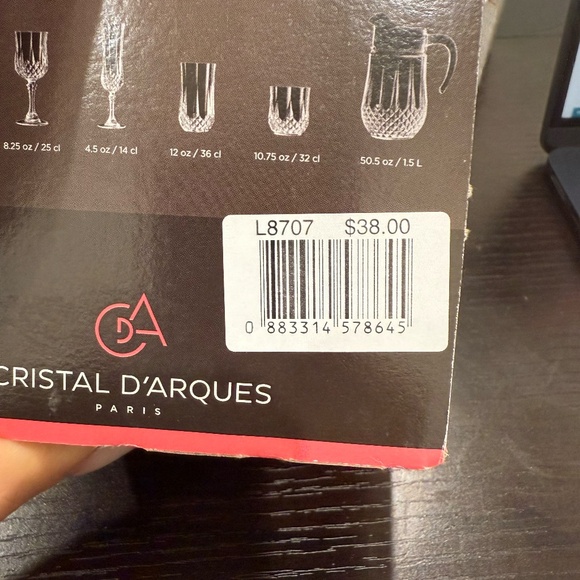 8.25 oz / 25 cl 4.5 oz / 14 cl 12 oz / 36 cl 10.75 oz / 32 cl 50.5 oz / 1.5 L
L8707 $38.00
0 883314 578645
CDA
CRISTAL D'ARQUES
PARIS